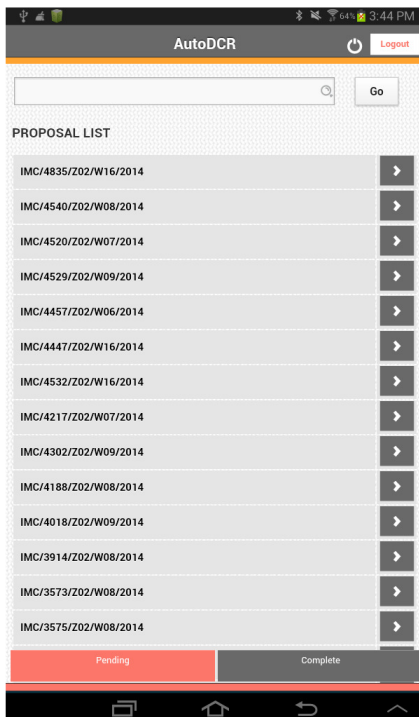 64% 3:44 PM
AutoDCR
Logout
Go
PROPOSAL LIST
IMC/4835/Z02/W16/2014
IMC/4540/Z02/W08/2014
IMC/4520/Z02/W07/2014
IMC/4529/Z02/W09/2014
IMC/4457/Z02/W06/2014
IMC/4447/Z02/W16/2014
IMC/4532/Z02/W16/2014
IMC/4217/Z02/W07/2014
IMC/4302/Z02/W09/2014
IMC/4188/Z02/W08/2014
IMC/4018/Z02/W09/2014
IMC/3914/Z02/W08/2014
IMC/3573/Z02/W08/2014
IMC/3575/Z02/W08/2014
Pending Complete